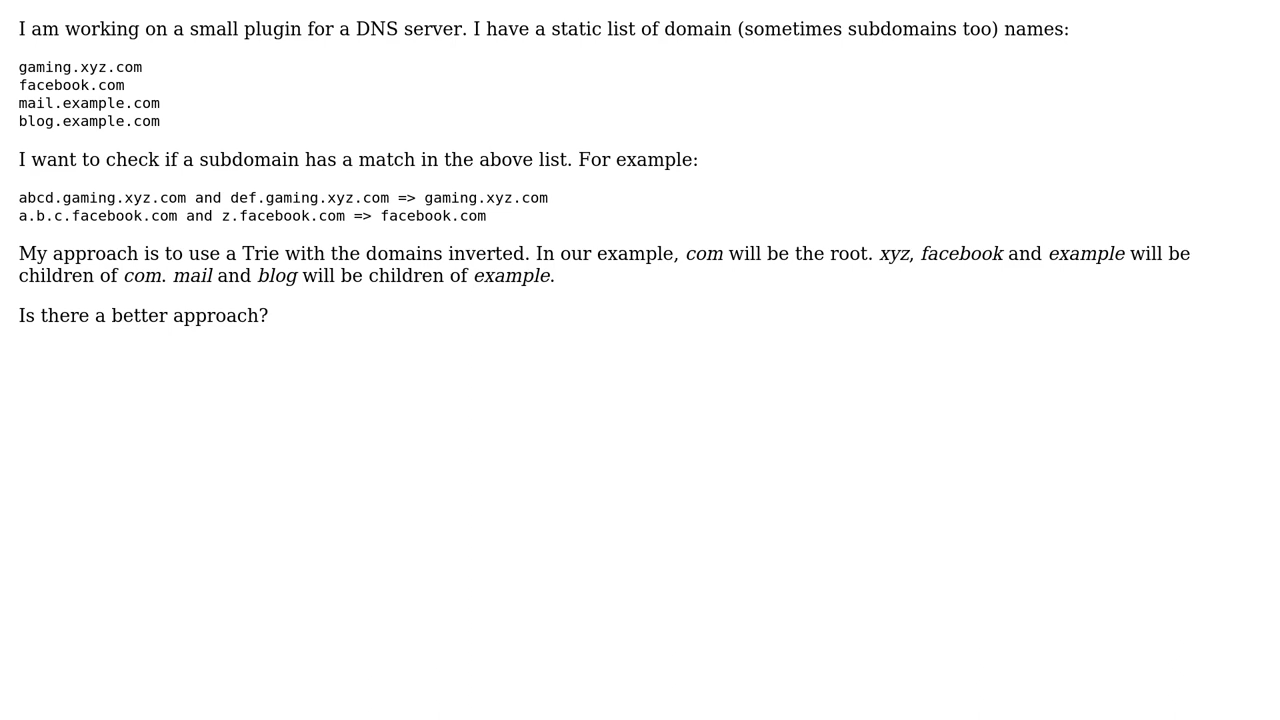 I am working on a small plugin for a DNS server. I have a static list of domain (sometimes subdomains too) names:
gaming.xyz.com
facebook.com
mail.example.com
blog.example.com
I want to check if a subdomain has a match in the above list. For example:
abcd.gaming.xyz.com and def.gaming.xyz.com => gaming.xyz.com
a.b.c.facebook.com and z.facebook.com => facebook.com
My approach is to use a Trie with the domains inverted. In our example, com will be the root. xyz, facebook and example will be
children of com. mail and blog will be children of example.
Is there a better approach?